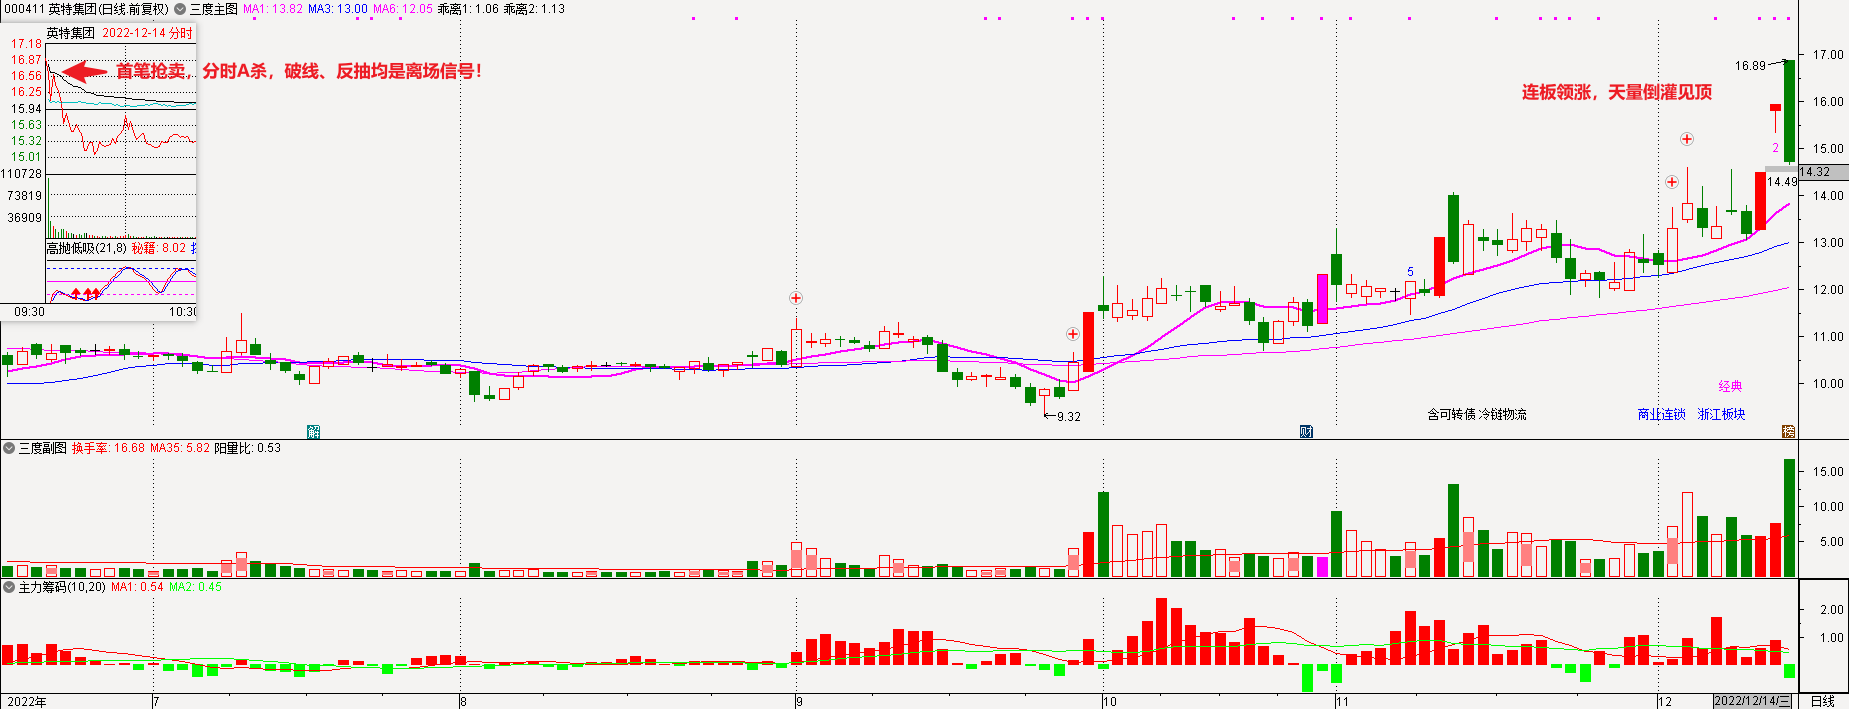 000411 英特集团(日线.前复权) 三度主图 MA1: 13.82 MA3: 13.00 MA6: 12.05 乖离1: 1.06 乖离2: 1.13
英特集团 2022-12-14 分时
17.18
16.87
16.56
16.25
15.94
15.63
15.32
15.01
110728
73819
36909
首笔抢卖，分时A杀，破线、反抽均是离场信号！
高抛低吸(21,8) 秘籍: 8.02
09:30 10:30
连板领涨，天量倒灌见顶
16.89
2
14.49
5
9.32
17.00
16.00
15.00
14.32
14.00
13.00
12.00
11.00
10.00
经典
含可转债 冷链物流 商业连锁 浙江板块
解 财 榜
三度副图 换手率: 16.68 MA35: 5.82 阳量比: 0.53
15.00
10.00
5.00
主力筹码(10,20) MA1: 0.54 MA2: 0.45
2.00
1.00
2022年 7 8 9 10 11 12 2022/12/14/三 日线